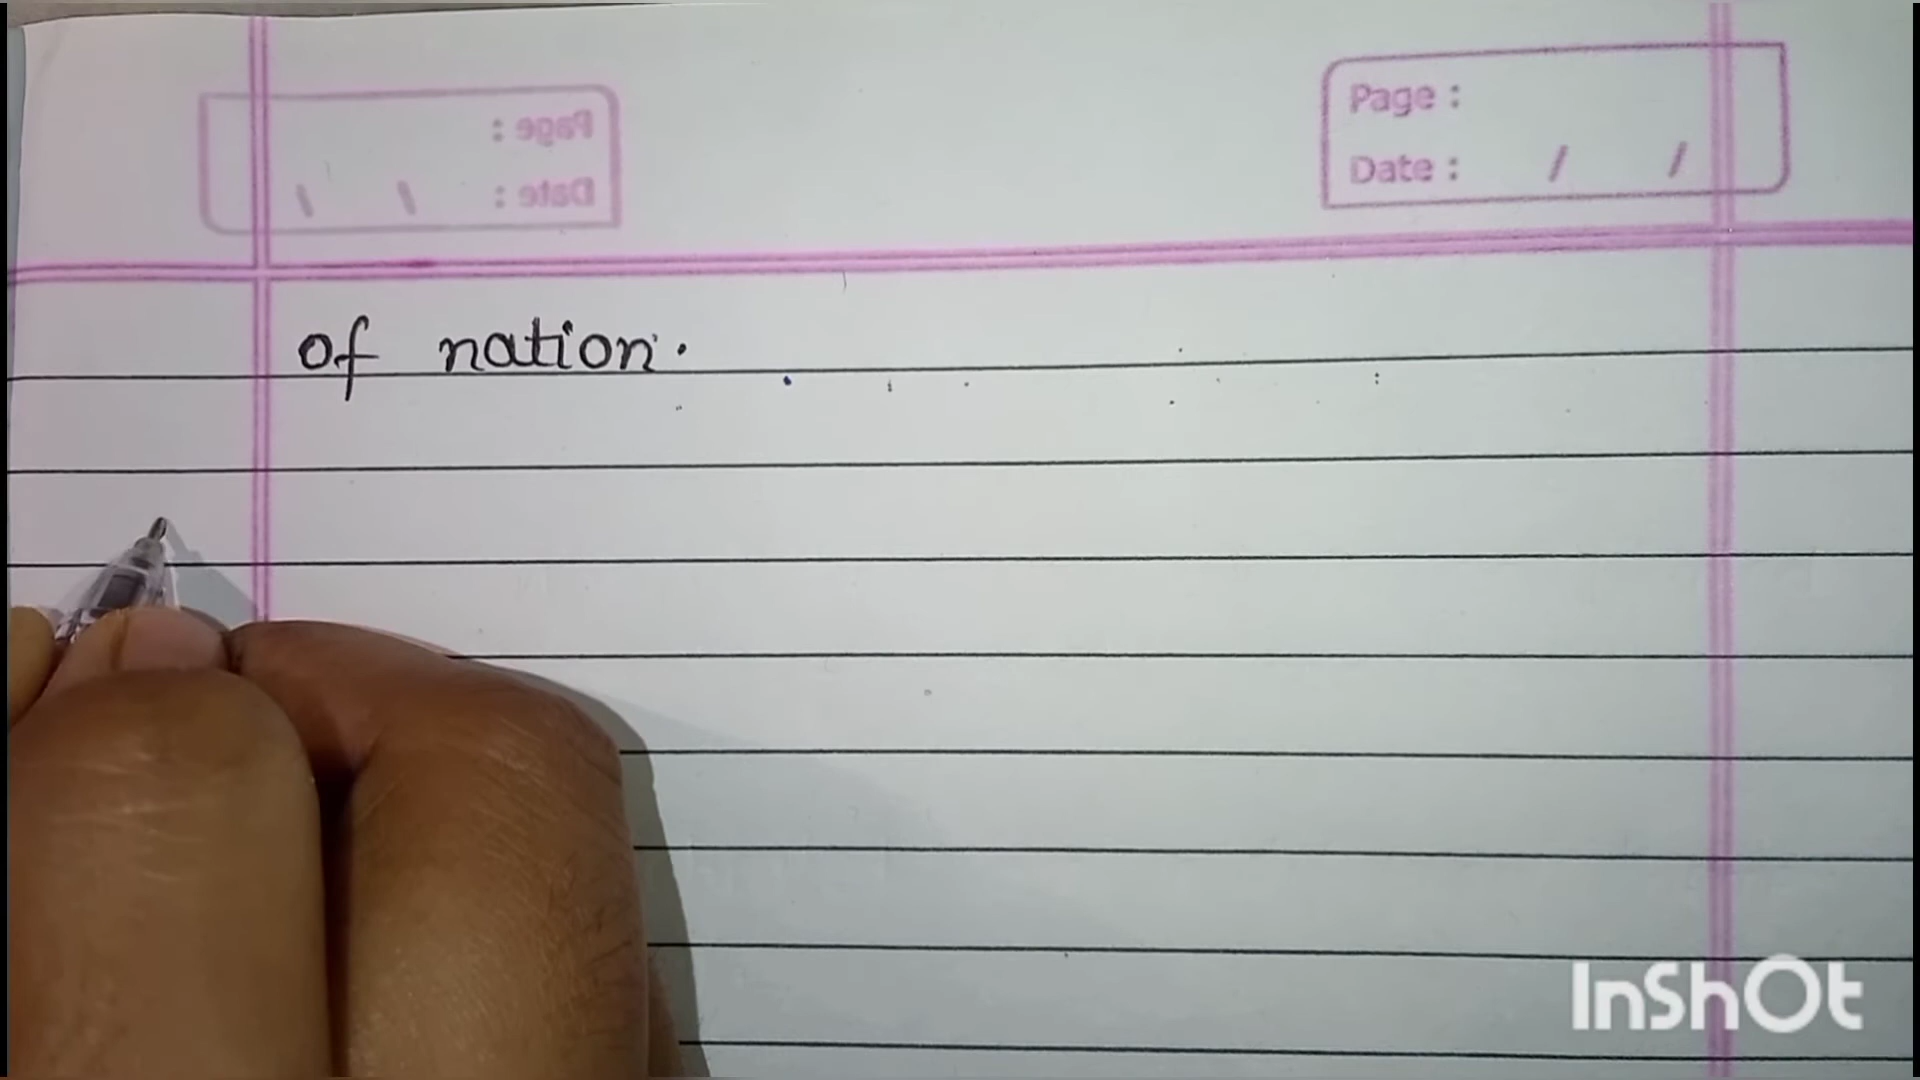 Page :
Date : / /
Page :
Date : / /
of nation.
InShOt